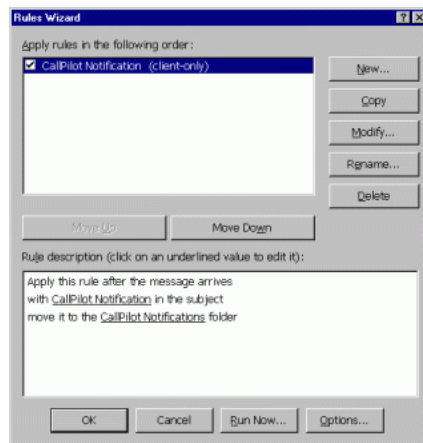 Rules Wizard
Apply rules in the following order:
CallPilot Notification (client-only)
New...
Copy
Modify...
Rename...
Delete
Move Up
Move Down
Rule description (click on an underlined value to edit it):
Apply this rule after the message arrives
with CallPilot Notification in the subject
move it to the CallPilot Notifications folder
OK
Cancel
Run Now...
Options...